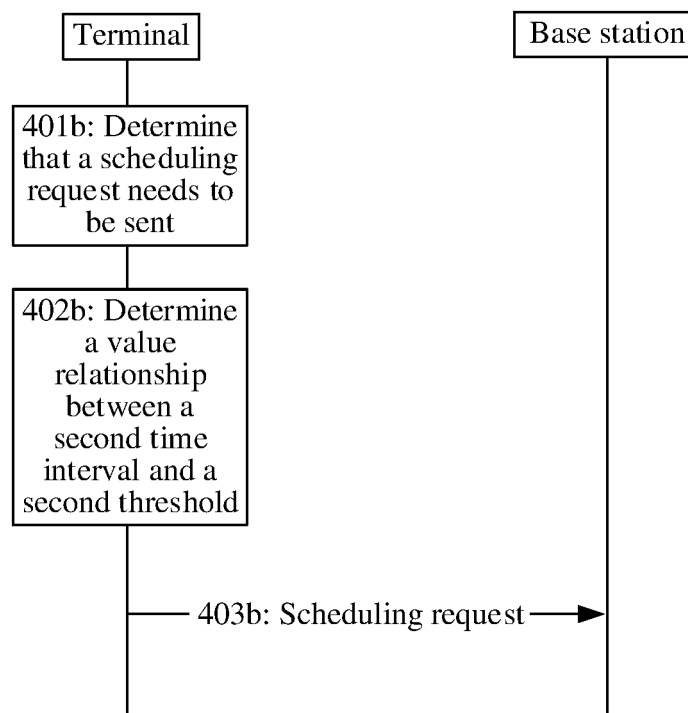 Terminal
Base station
401b: Determine
that a scheduling
request needs to
be sent
402b: Determine
a value
relationship
between a
second time
interval and a
second threshold
403b: Scheduling request